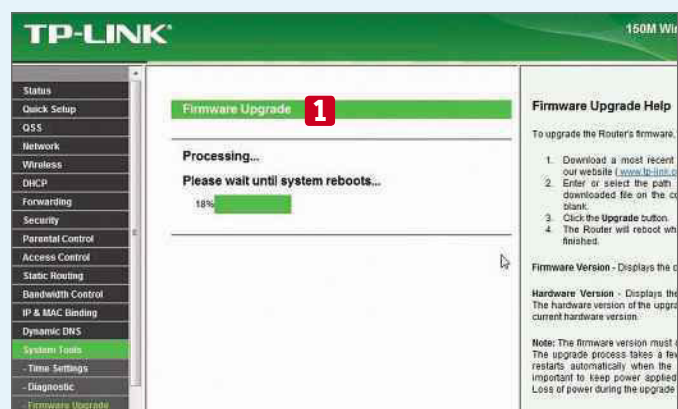 TP-LINK
150M Wir
Status
Quick Setup
QSS
Network
Wireless
DHCP
Forwarding
Security
Parental Control
Access Control
Static Routing
Bandwidth Control
IP & MAC Binding
Dynamic DNS
System Tools
- Time Settings
- Diagnostic
- Firmware Upgrade
Firmware Upgrade
1
Processing...
Please wait until system reboots...
18%
Firmware Upgrade Help
To upgrade the Router's firmware,
1. Download a most recent
our website (www.tp-link.c
2. Enter or select the path
downloaded file on the co
blank.
3. Click the Upgrade button.
4. The Router will reboot wh
finished.
Firmware Version - Displays the c
Hardware Version - Displays the
The hardware version of the upgra
current hardware version.
Note: The firmware version must
The upgrade process takes a few
restarts automatically when the
important to keep power applied
Loss of power during the upgrade